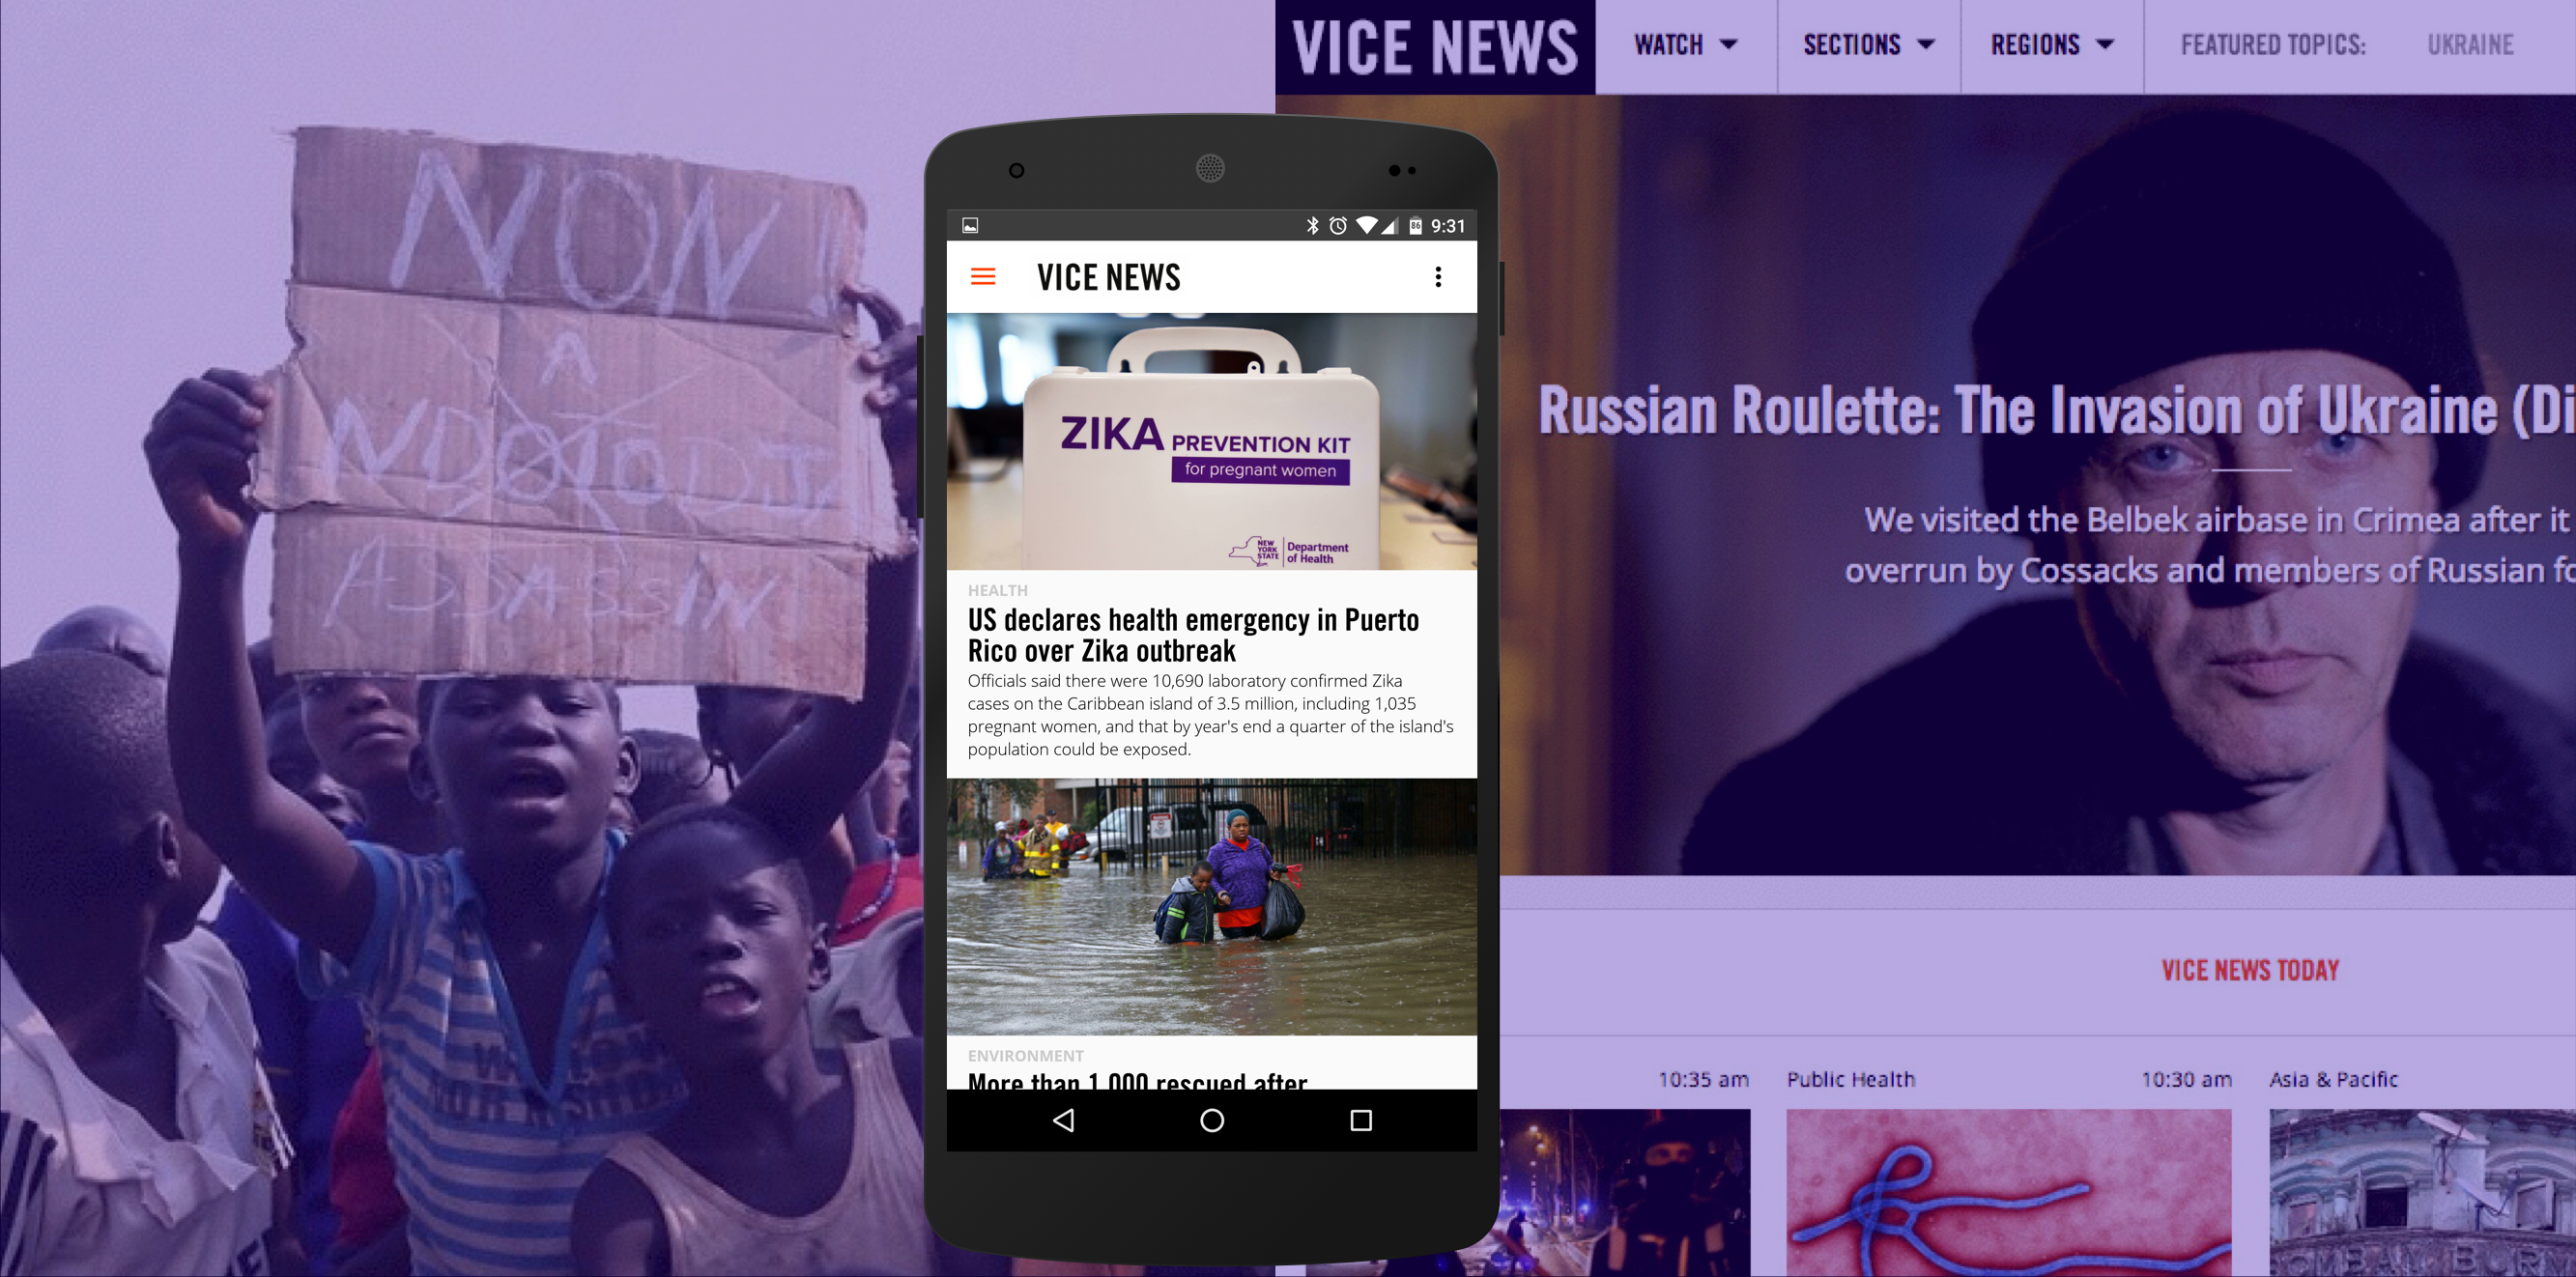 NON!
A
NDOTODJIA
ASSASSIN
VICE NEWS
WATCH
SECTIONS
REGIONS
FEATURED TOPICS:
UKRAINE
Russian Roulette: The Invasion of Ukraine (Di
We visited the Belbek airbase in Crimea after it
overrun by Cossacks and members of Russian fo
VICE NEWS TODAY
10:35 am
Public Health
10:30 am
Asia & Pacific
86
9:31
VICE NEWS
ZIKA PREVENTION KIT
for pregnant women
NEW
YORK
STATE
Department
of Health
HEALTH
US declares health emergency in Puerto
Rico over Zika outbreak
Officials said there were 10,690 laboratory confirmed Zika
cases on the Caribbean island of 3.5 million, including 1,035
pregnant women, and that by year's end a quarter of the island's
population could be exposed.
ENVIRONMENT
More than 1,000 rescued after